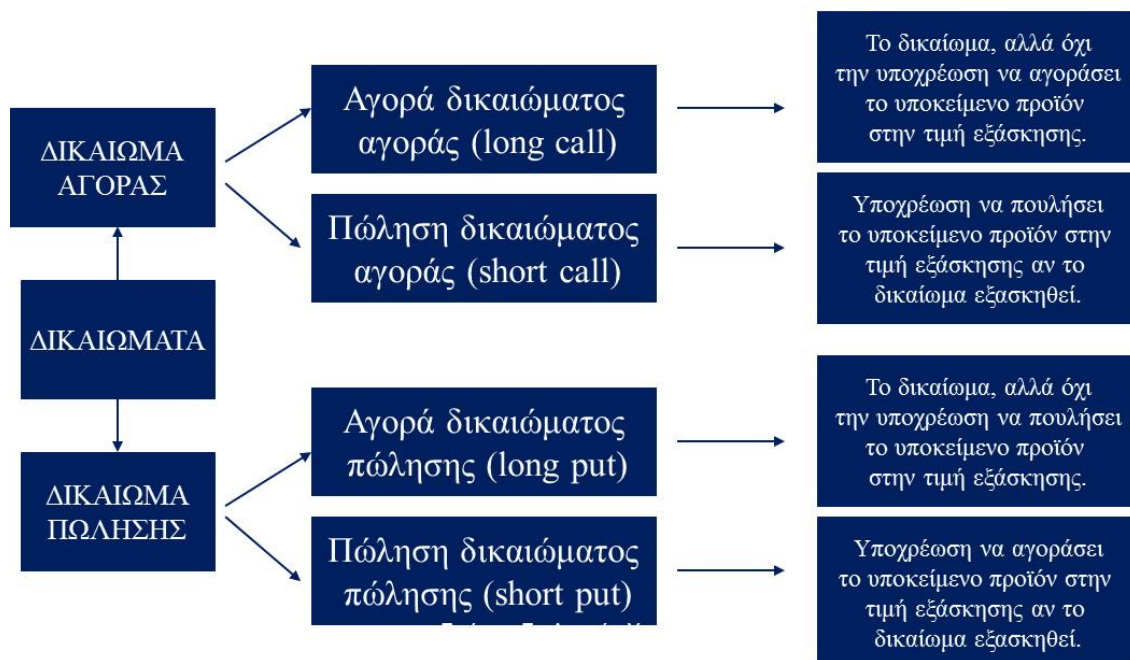 ΔΙΚΑΙΩΜΑ
ΑΓΟΡΑΣ
Αγορά δικαιώματος
αγοράς (long call)
Το δικαίωμα, αλλά όχι
την υποχρέωση να αγοράσει
το υποκείμενο προϊόν
στην τιμή εξάσκησης.
Πώληση δικαιώματος
αγοράς (short call)
Υποχρέωση να πουλήσει
το υποκείμενο προϊόν στην
τιμή εξάσκησης αν το
δικαίωμα εξασκηθεί.
ΔΙΚΑΙΩΜΑΤΑ
ΔΙΚΑΙΩΜΑ
ΠΩΛΗΣΗΣ
Αγορά δικαιώματος
πώλησης (long put)
Το δικαίωμα, αλλά όχι
την υποχρέωση να πουλήσει
το υποκείμενο προϊόν
στην τιμή εξάσκησης.
Πώληση δικαιώματος
πώλησης (short put)
Υποχρέωση να αγοράσει
το υποκείμενο προϊόν στην
τιμή εξάσκησης αν το
δικαίωμα εξασκηθεί.